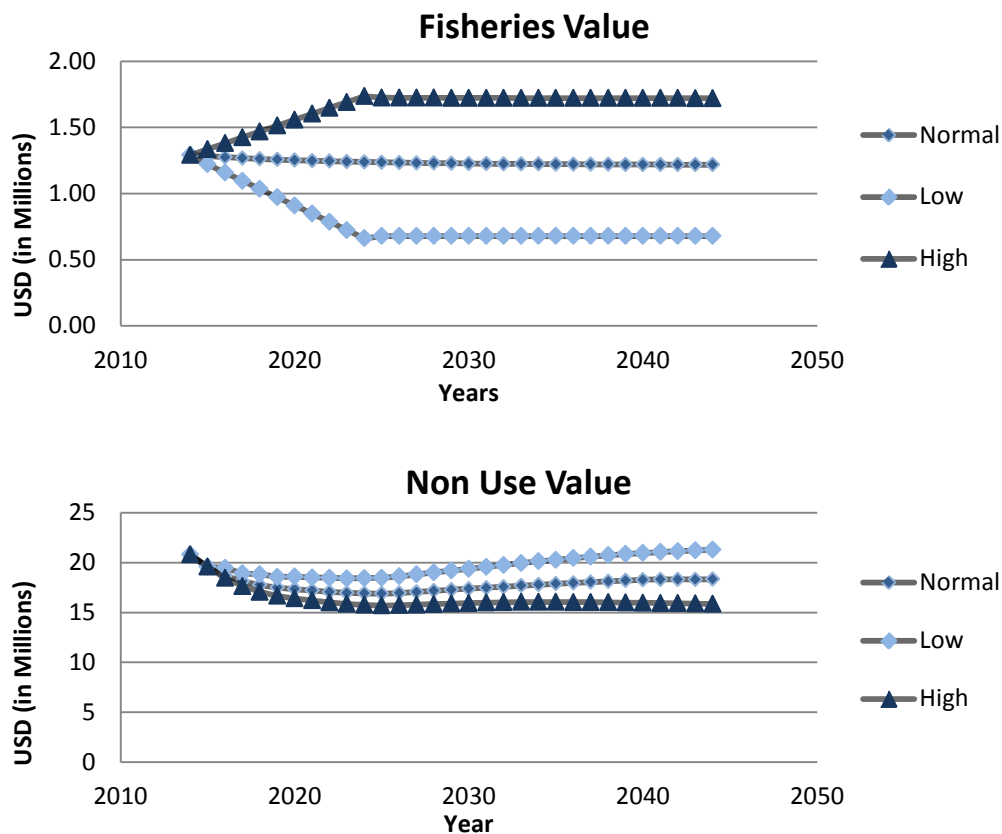 Fisheries Value
2.00
1.50
1.00
0.50
0.00
USD (in Millions)
2010 2020 2030 2040 2050
Years
Normal
Low
High
Non Use Value
25
20
15
10
5
0
USD (in Millions)
2010 2020 2030 2040 2050
Year
Normal
Low
High